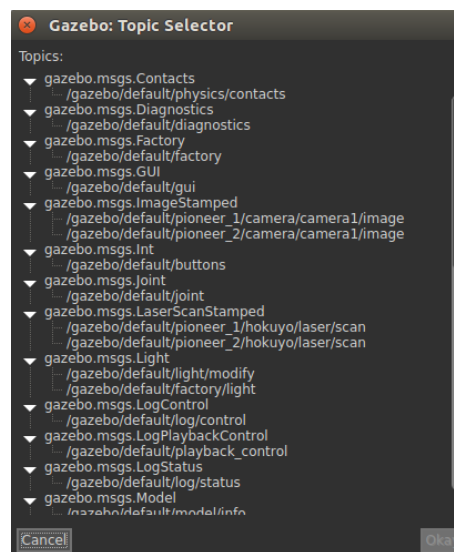 Gazebo: Topic Selector
Topics:
gazebo.msgs.Contacts
/gazebo/default/physics/contacts
gazebo.msgs.Diagnostics
/gazebo/default/diagnostics
gazebo.msgs.Factory
/gazebo/default/factory
gazebo.msgs.GUI
/gazebo/default/gui
gazebo.msgs.ImageStamped
/gazebo/default/pioneer_1/camera/camera1/image
/gazebo/default/pioneer_2/camera/camera1/image
gazebo.msgs.Int
/gazebo/default/buttons
gazebo.msgs.Joint
/gazebo/default/joint
gazebo.msgs.LaserScanStamped
/gazebo/default/pioneer_1/hokuyo/laser/scan
/gazebo/default/pioneer_2/hokuyo/laser/scan
gazebo.msgs.Light
/gazebo/default/light/modify
/gazebo/default/factory/light
gazebo.msgs.LogControl
/gazebo/default/log/control
gazebo.msgs.LogPlaybackControl
/gazebo/default/playback_control
gazebo.msgs.LogStatus
/gazebo/default/log/status
gazebo.msgs.Model
/gazebo/default/model/info
Cancel Oka